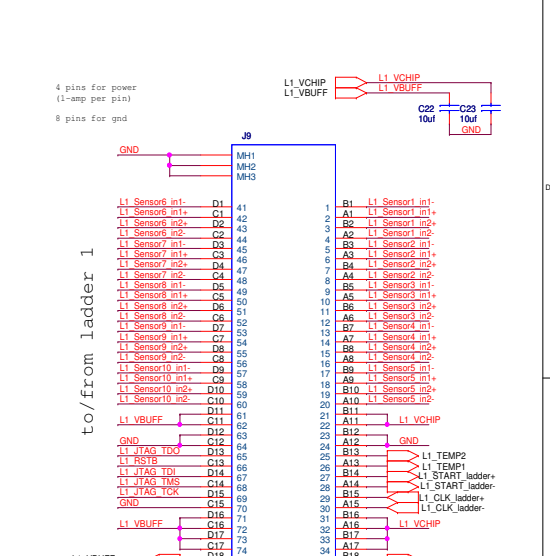 4 pins for power
(1-amp per pin)
8 pins for gnd
L1_VCHIP L1_VCHIP
L1_VBUFF L1_VBUFF
C22 C23
10uf 10uf
GND
J9
GND MH1
MH2
MH3
to/from ladder 1
L1_Sensor6_in1- D1 41 1 B1 L1_Sensor1_in1-
L1_Sensor6_in1+ C1 42 2 A1 L1_Sensor1_in1+
L1_Sensor6_in2+ D2 43 3 B2 L1_Sensor1_in2+
L1_Sensor6_in2- C2 44 4 A2 L1_Sensor1_in2-
L1_Sensor7_in1- D3 45 5 B3 L1_Sensor2_in1-
L1_Sensor7_in1+ C3 46 6 A3 L1_Sensor2_in1+
L1_Sensor7_in2+ D4 47 7 B4 L1_Sensor2_in2+
L1_Sensor7_in2- C4 48 8 A4 L1_Sensor2_in2-
L1_Sensor8_in1- D5 49 9 B5 L1_Sensor3_in1-
L1_Sensor8_in1+ C5 50 10 A5 L1_Sensor3_in1+
L1_Sensor8_in2+ D6 51 11 B6 L1_Sensor3_in2+
L1_Sensor8_in2- C6 52 12 A6 L1_Sensor3_in2-
L1_Sensor9_in1- D7 53 13 B7 L1_Sensor4_in1-
L1_Sensor9_in1+ C7 54 14 A7 L1_Sensor4_in1+
L1_Sensor9_in2+ D8 55 15 B8 L1_Sensor4_in2+
L1_Sensor9_in2- C8 56 16 A8 L1_Sensor4_in2-
L1_Sensor10_in1- D9 57 17 B9 L1_Sensor5_in1-
L1_Sensor10_in1+ C9 58 18 A9 L1_Sensor5_in1+
L1_Sensor10_in2+ D10 59 19 B10 L1_Sensor5_in2+
L1_Sensor10_in2- C10 60 20 A10 L1_Sensor5_in2-
D11 61 21 B11
L1_VBUFF C11 62 22 A11 L1_VCHIP
D12 63 23 B12
GND C12 64 24 A12 GND
L1_JTAG_TDO D13 65 25 B13 L1_TEMP2
L1_RSTB C13 66 26 A13 L1_TEMP1
L1_JTAG_TDI D14 67 27 B14 L1_START_ladder+
L1_JTAG_TMS C14 68 28 A14 L1_START_ladder-
L1_JTAG_TCK D15 69 29 B15 L1_CLK_ladder+
GND C15 70 30 A15 L1_CLK_ladder-
D16 71 31 B16
L1_VBUFF C16 72 32 A16 L1_VCHIP
D17 73 33 B17
C17 74 34 A17